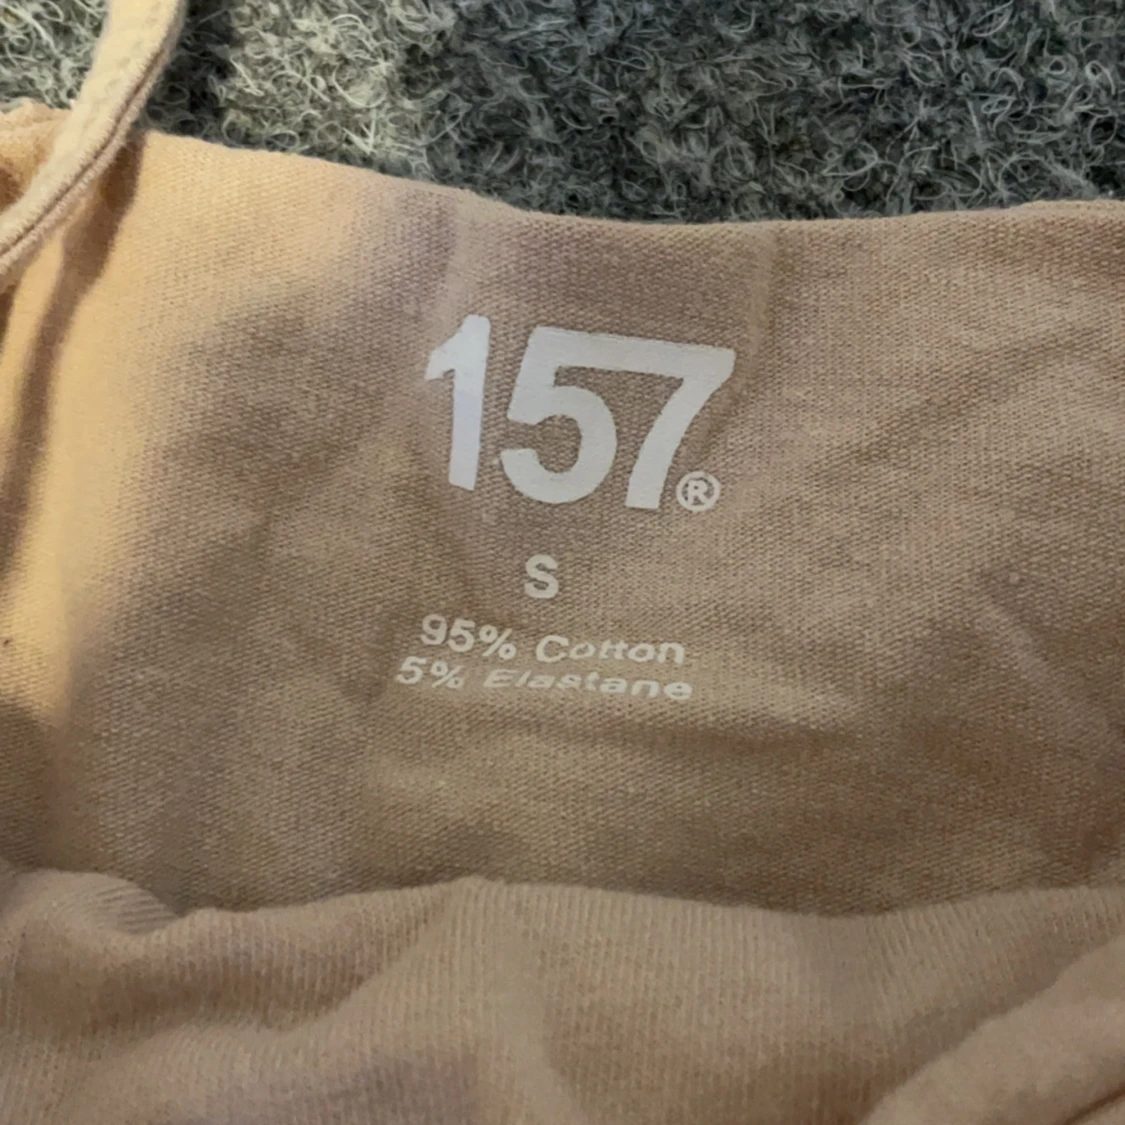 157®
S
95% Cotton
5% Elastane